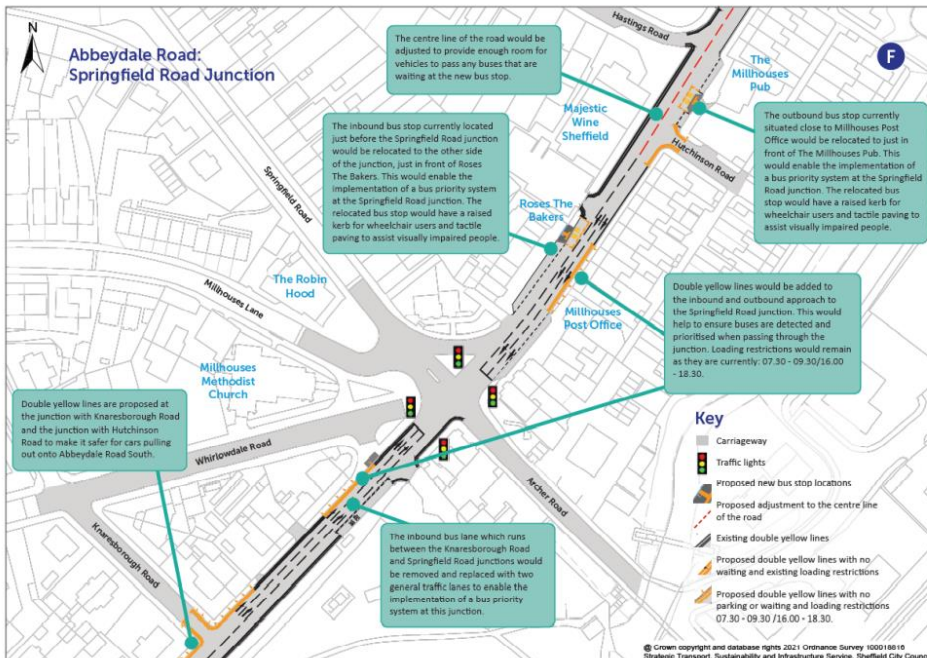 N
Abbeydale Road:
Springfield Road Junction
F
Hastings Road
The centre line of the road would be
adjusted to provide enough room for
vehicles to pass any buses that are
waiting at the new bus stop.
The
Millhouses
Pub
Majestic
Wine
Sheffield
The inbound bus stop currently located
just before the Springfield Road junction
would be relocated to the other side
of the junction, just in front of Roses
The Bakers. This would enable the
implementation of a bus priority system
at the Springfield Road junction. The
relocated bus stop would have a raised
kerb for wheelchair users and tactile
paving to assist visually impaired people.
The outbound bus stop currently
situated close to Millhouses Post
Office would be relocated to just in
front of The Millhouses Pub. This
would enable the implementation of
a bus priority system at the Springfield
Road junction. The relocated bus
stop would have a raised kerb for
wheelchair users and tactile paving to
assist visually impaired people.
Hutchinson Road
Springfield Road
Roses The
Bakers
The Robin
Hood
Millhouses Lane
Millhouses
Post Office
Double yellow lines would be added
to the inbound and outbound approach to
the Springfield Road junction. This would
help to ensure buses are detected and
prioritised when passing through the
junction. Loading restrictions would remain
as they are currently: 07.30 - 09.30/16.00
- 18.30.
Millhouses
Methodist
Church
Double yellow lines are proposed at
the junction with Knaresborough Road
and the junction with Hutchinson
Road to make it safer for cars pulling
out onto Abbeydale Road South.
Whirlowdale Road
Archer Road
Knaresborough Road
The inbound bus lane which runs
between the Knaresborough Road
and Springfield Road junctions would
be removed and replaced with two
general traffic lanes to enable the
implementation of a bus priority
system at this junction.
Key
Carriageway
Traffic lights
Proposed new bus stop locations
Proposed adjustment to the centre line
of the road
Existing double yellow lines
Proposed double yellow lines with no
waiting and existing loading restrictions
Proposed double yellow lines with no
parking or waiting and loading restrictions
07.30 - 09.30 /16.00 - 18.30.
@ Crown copyright and database rights 2021 Ordnance Survey 100018816
Strategic Transport, Sustainability and Infrastructure Service, Sheffield City Counc